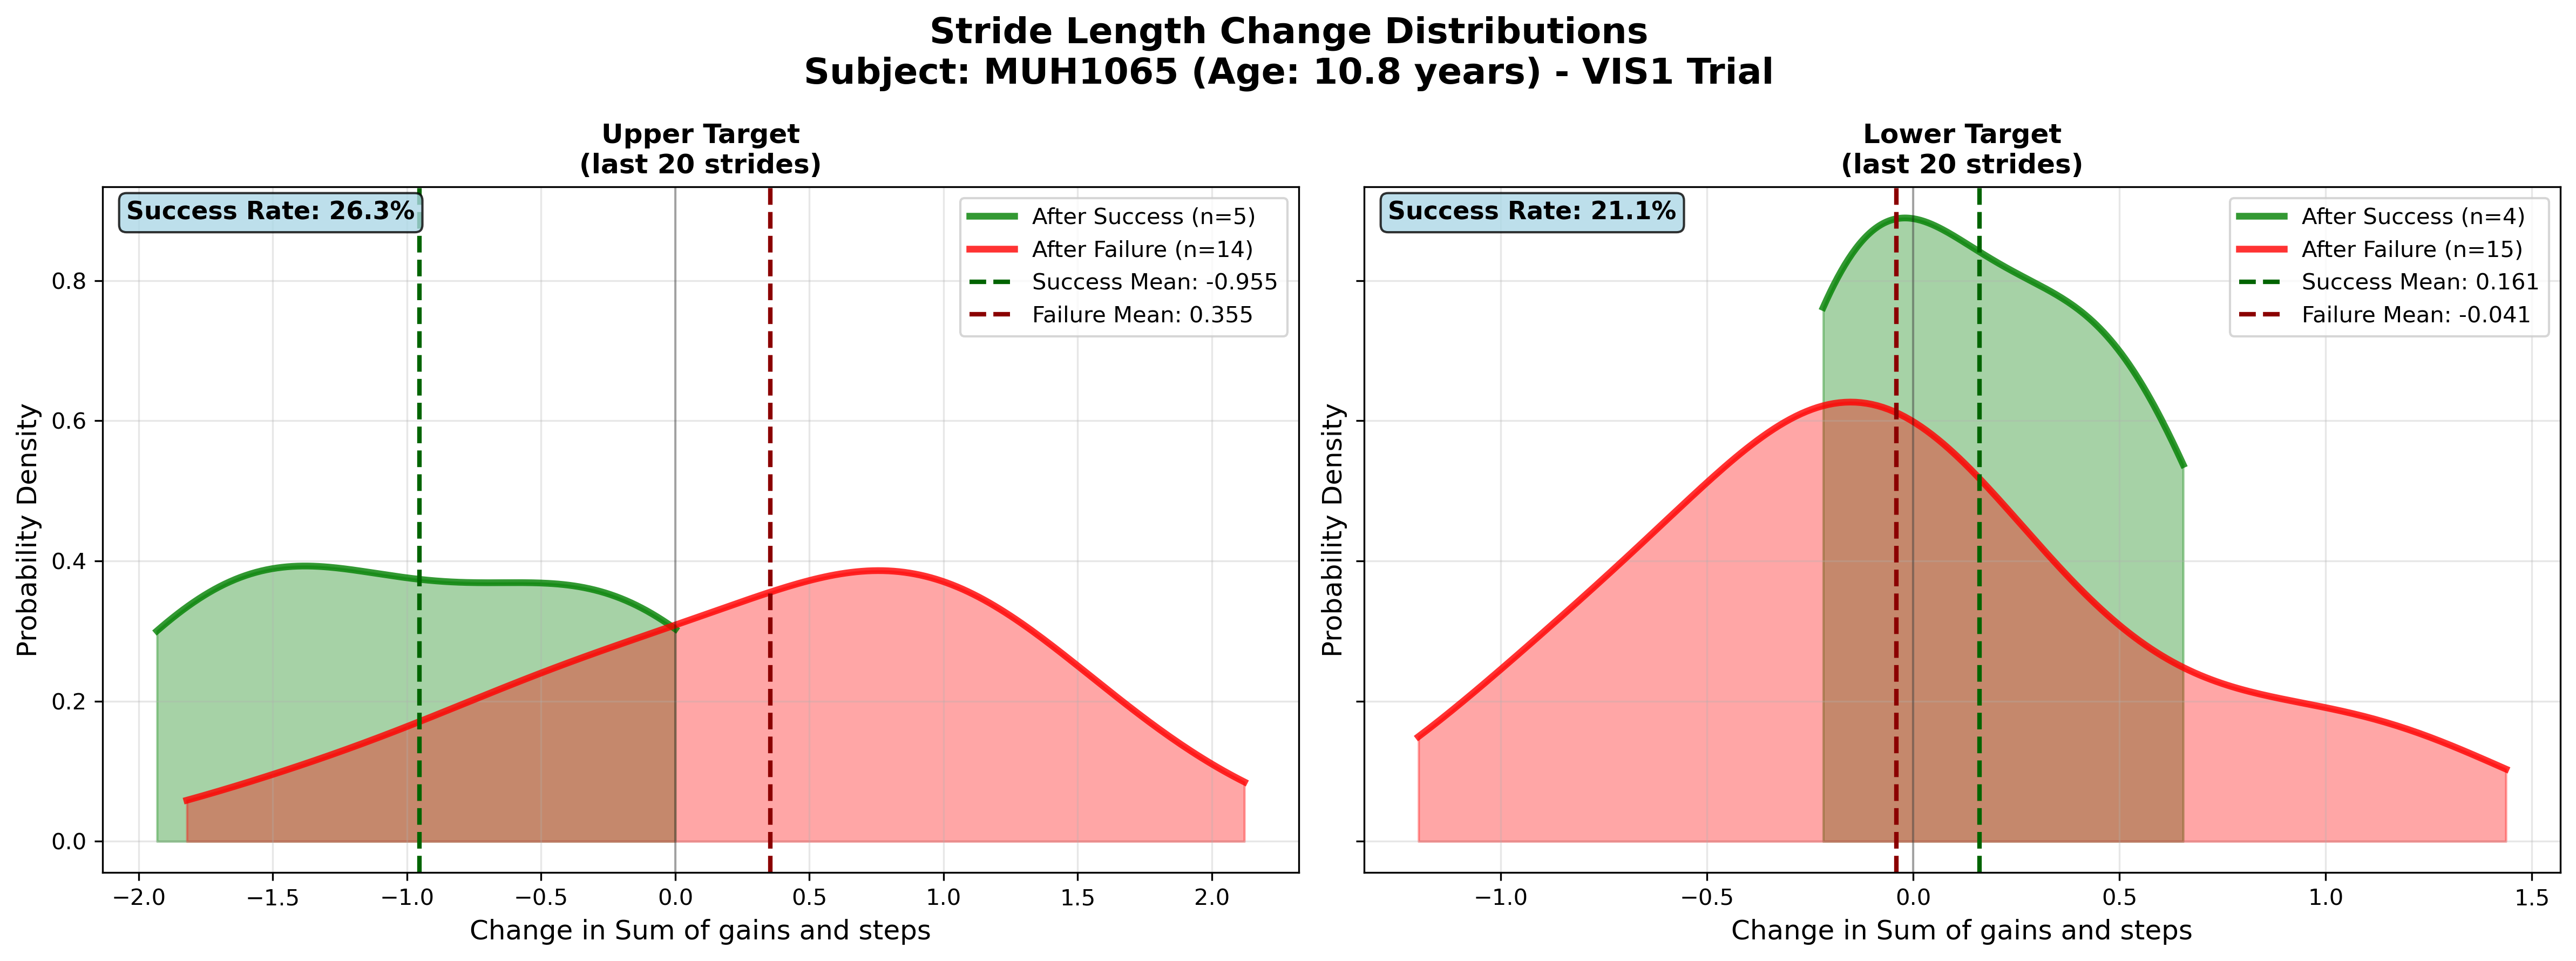 Stride Length Change Distributions
Subject: MUH1065 (Age: 10.8 years) - VIS1 Trial
Upper Target
(last 20 strides)
Success Rate: 26.3%
After Success (n=5)
After Failure (n=14)
Success Mean: -0.955
Failure Mean: 0.355
Probability Density
0.8
0.6
0.4
0.2
0.0
−2.0 −1.5 −1.0 −0.5 0.0 0.5 1.0 1.5 2.0
Change in Sum of gains and steps
Lower Target
(last 20 strides)
Success Rate: 21.1%
After Success (n=4)
After Failure (n=15)
Success Mean: 0.161
Failure Mean: -0.041
Probability Density
−1.0 −0.5 0.0 0.5 1.0 1.5
Change in Sum of gains and steps